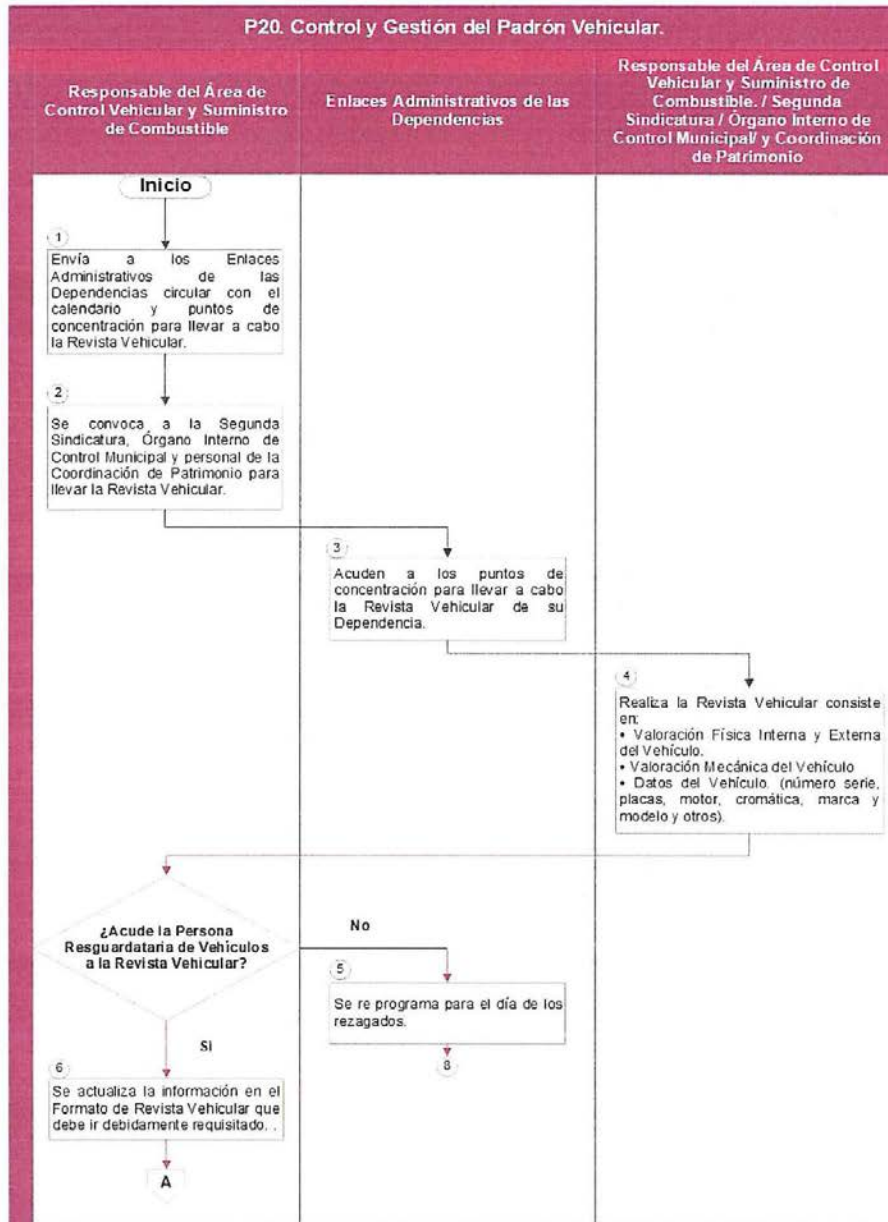 P20. Control y Gestión del Padrón Vehicular.
Responsable del Área de
Control Vehicular y Suministro
de Combustible
Enlaces Administrativos de las
Dependencias
Responsable del Área de Control
Vehicular y Suministro de
Combustible. / Segunda
Sindicatura / Órgano Interno de
Control Municipal/ y Coordinación
de Patrimonio
Inicio
1
Envía a los Enlaces
Administrativos de las
Dependencias circular con el
calendario y puntos de
concentración para llevar a cabo
la Revista Vehicular.
2
Se convoca a la Segunda
Sindicatura, Órgano Interno de
Control Municipal y personal de la
Coordinación de Patrimonio para
llevar la Revista Vehicular.
3
Acuden a los puntos de
concentración para llevar a cabo
la Revista Vehicular de su
Dependencia.
4
Realiza la Revista Vehicular consiste
en:
• Valoración Física Interna y Externa
del Vehículo.
• Valoración Mecánica del Vehículo
• Datos del Vehículo. (número serie,
placas, motor, cromática, marca y
modelo y otros).
¿Acude la Persona
Resguardataria de Vehículos
a la Revista Vehicular?
No
5
Se re programa para el día de los
rezagados.
8
Si
6
Se actualiza la información en el
Formato de Revista Vehicular que
debe ir debidamente requisitado. .
A